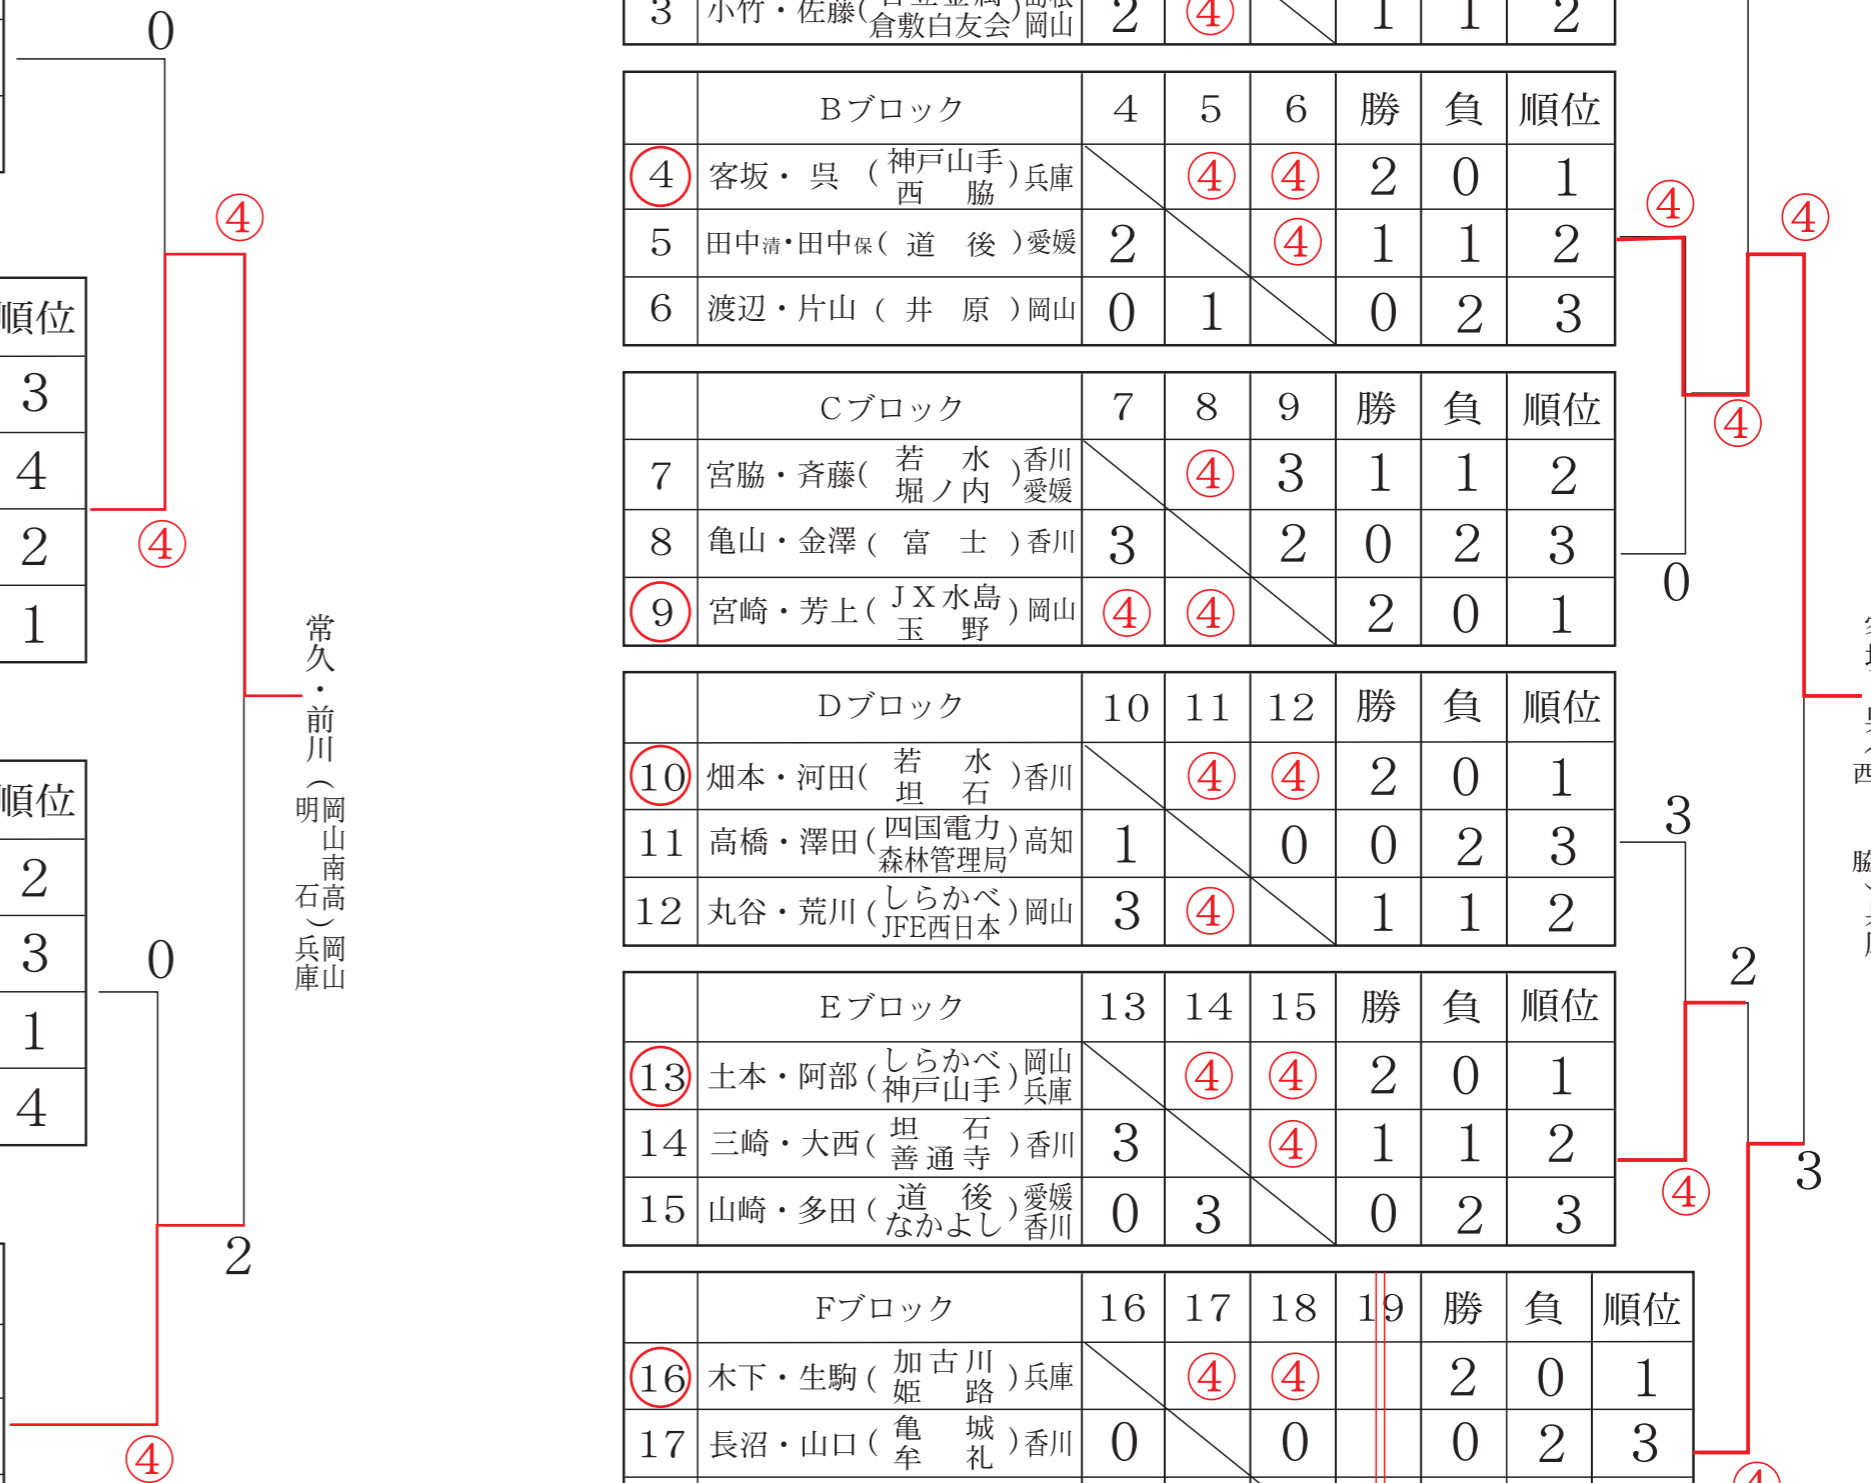 0
④
④
順位
3
4
2
1
常久・前川（岡山南高 明石）岡山 兵庫
順位
2
3
1
4
0
2
④
3 小竹・佐藤( 倉敷白友会 岡山 2 ④ 1 1 2
Bブロック 4 5 6 勝 負 順位
④ 客坂・呉 (神戸山手 西脇)兵庫 ④ ④ 2 0 1
5 田中清・田中保(道後)愛媛 2 ④ 1 1 2
6 渡辺・片山(井原)岡山 0 1 0 2 3
Cブロック 7 8 9 勝 負 順位
7 宮脇・斉藤(若水 堀ノ内)香川 愛媛 ④ 3 1 1 2
8 亀山・金澤(富士)香川 3 2 0 2 3
⑨ 宮崎・芳上(JX水島 玉野)岡山 ④ ④ 2 0 1
Dブロック 10 11 12 勝 負 順位
⑩ 畑本・河田(若水 坦石)香川 ④ ④ 2 0 1
11 高橋・澤田(四国電力 森林管理局)高知 1 0 0 2 3
12 丸谷・荒川(しらかべ JFE西日本)岡山 3 ④ 1 1 2
Eブロック 13 14 15 勝 負 順位
⑬ 土本・阿部(しらかべ 神戸山手)岡山 兵庫 ④ ④ 2 0 1
14 三崎・大西(坦石 善通寺)香川 3 ④ 1 1 2
15 山崎・多田(道後 なかよし)愛媛 香川 0 3 0 2 3
Fブロック 16 17 18 19 勝 負 順位
⑯ 木下・生駒(加古川 姫路)兵庫 ④ ④ 2 0 1
17 長沼・山口(亀城 牟礼)香川 0 0 0 2 3
④
④
④
0
3
2
④
3
④
西
脇